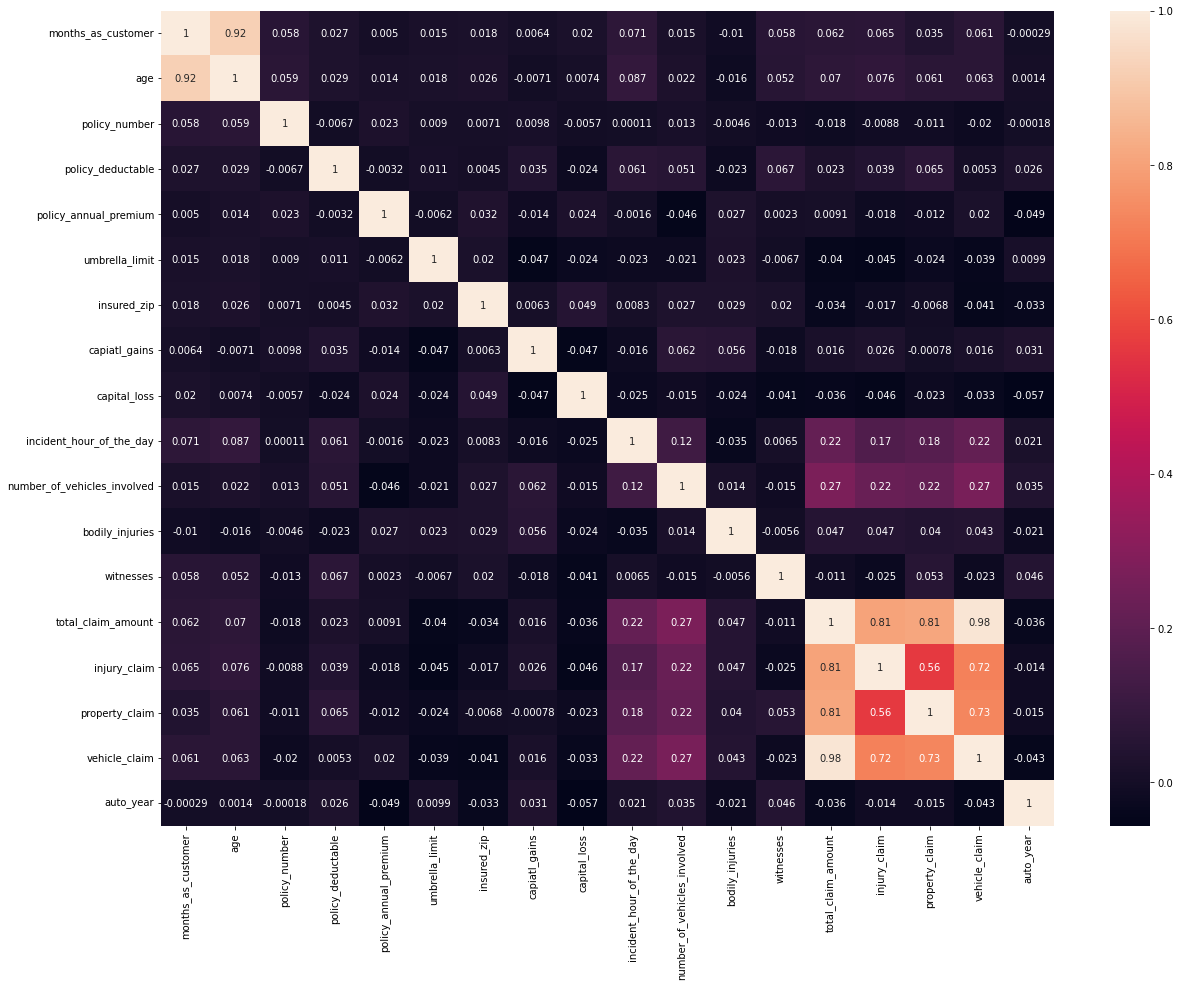 months_as_customer 1 0.92 0.058 0.027 0.005 0.015 0.018 0.0064 0.02 0.071 0.015 -0.01 0.058 0.062 0.065 0.035 0.061 -0.00029
age 0.92 1 0.059 0.029 0.014 0.018 0.026 -0.0071 0.0074 0.087 0.022 -0.016 0.052 0.07 0.076 0.061 0.063 0.0014
policy_number 0.058 0.059 1 -0.0067 0.023 0.009 0.0071 0.0098 -0.0057 0.00011 0.013 -0.0046 -0.013 -0.018 -0.0088 -0.011 -0.02 -0.00018
policy_deductable 0.027 0.029 -0.0067 1 -0.0032 0.011 0.0045 0.035 -0.024 0.061 0.051 -0.023 0.067 0.023 0.039 0.065 0.0053 0.026
policy_annual_premium 0.005 0.014 0.023 -0.0032 1 -0.0062 0.032 -0.014 0.024 -0.0016 -0.046 0.027 0.0023 0.0091 -0.018 -0.012 0.02 -0.049
umbrella_limit 0.015 0.018 0.009 0.011 -0.0062 1 0.02 -0.047 -0.024 -0.023 -0.021 0.023 -0.0067 -0.04 -0.045 -0.024 -0.039 0.0099
insured_zip 0.018 0.026 0.0071 0.0045 0.032 0.02 1 0.0063 0.049 0.0083 0.027 0.029 0.02 -0.034 -0.017 -0.0068 -0.041 -0.033
capiatl_gains 0.0064 -0.0071 0.0098 0.035 -0.014 -0.047 0.0063 1 -0.047 -0.016 0.062 0.056 -0.018 0.016 0.026 -0.00078 0.016 0.031
capital_loss 0.02 0.0074 -0.0057 -0.024 0.024 -0.024 0.049 -0.047 1 -0.025 -0.015 -0.024 -0.041 -0.036 -0.046 -0.023 -0.033 -0.057
incident_hour_of_the_day 0.071 0.087 0.00011 0.061 -0.0016 -0.023 0.0083 -0.016 -0.025 1 0.12 -0.035 0.0065 0.22 0.17 0.18 0.22 0.021
number_of_vehicles_involved 0.015 0.022 0.013 0.051 -0.046 -0.021 0.027 0.062 -0.015 0.12 1 0.014 -0.015 0.27 0.22 0.22 0.27 0.035
bodily_injuries -0.01 -0.016 -0.0046 -0.023 0.027 0.023 0.029 0.056 -0.024 -0.035 0.014 1 -0.0056 0.047 0.047 0.04 0.043 -0.021
witnesses 0.058 0.052 -0.013 0.067 0.0023 -0.0067 0.02 -0.018 -0.041 0.0065 -0.015 -0.0056 1 -0.011 -0.025 0.053 -0.023 0.046
total_claim_amount 0.062 0.07 -0.018 0.023 0.0091 -0.04 -0.034 0.016 -0.036 0.22 0.27 0.047 -0.011 1 0.81 0.81 0.98 -0.036
injury_claim 0.065 0.076 -0.0088 0.039 -0.018 -0.045 -0.017 0.026 -0.046 0.17 0.22 0.047 -0.025 0.81 1 0.56 0.72 -0.014
property_claim 0.035 0.061 -0.011 0.065 -0.012 -0.024 -0.0068 -0.00078 -0.023 0.18 0.22 0.04 0.053 0.81 0.56 1 0.73 -0.015
vehicle_claim 0.061 0.063 -0.02 0.0053 0.02 -0.039 -0.041 0.016 -0.033 0.22 0.27 0.043 -0.023 0.98 0.72 0.73 1 -0.043
auto_year -0.00029 0.0014 -0.00018 0.026 -0.049 0.0099 -0.033 0.031 -0.057 0.021 0.035 -0.021 0.046 -0.036 -0.014 -0.015 -0.043 1
months_as_customer
age
policy_number
policy_deductable
policy_annual_premium
umbrella_limit
insured_zip
capiatl_gains
capital_loss
incident_hour_of_the_day
number_of_vehicles_involved
bodily_injuries
witnesses
total_claim_amount
injury_claim
property_claim
vehicle_claim
auto_year
1.0
0.8
0.6
0.4
0.2
0.0